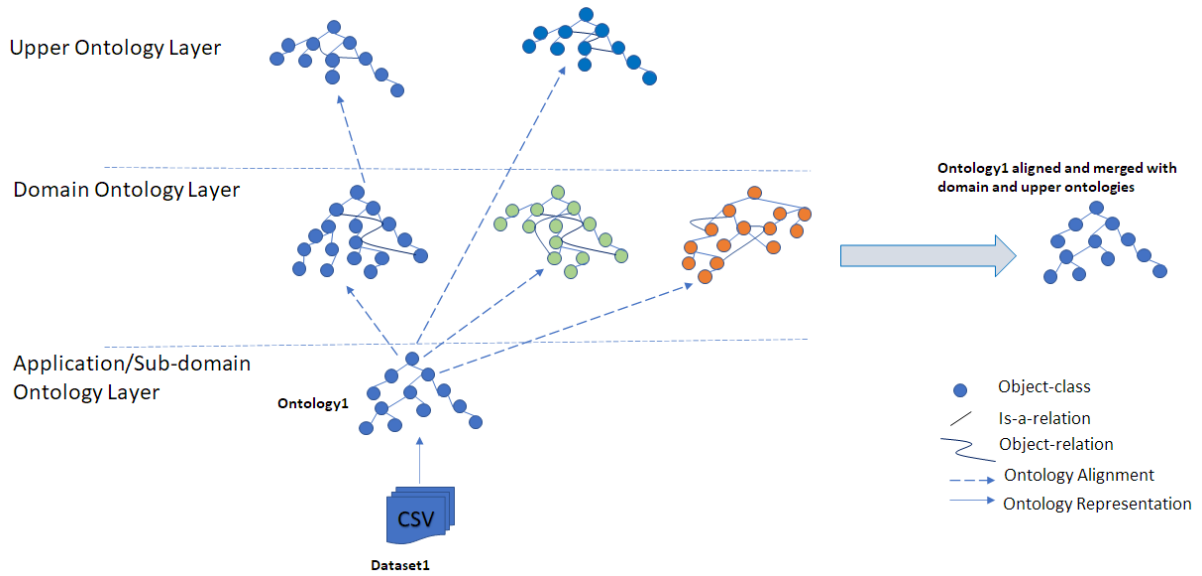 Upper Ontology Layer
Domain Ontology Layer
Ontology1 aligned and merged with
domain and upper ontologies
Application/Sub-domain
Ontology Layer
Ontology1
CSV
Dataset1
Object-class
Is-a-relation
Object-relation
Ontology Alignment
Ontology Representation